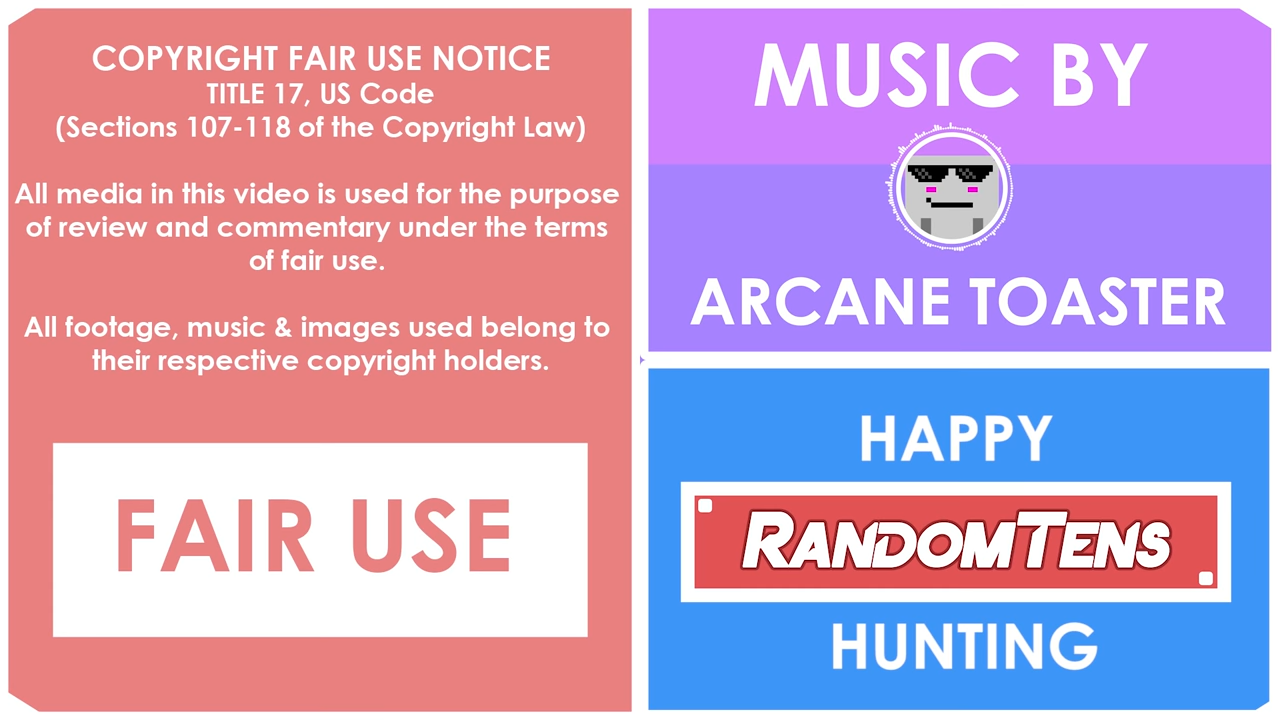 COPYRIGHT FAIR USE NOTICE
TITLE 17, US Code
(Sections 107-118 of the Copyright Law)
All media in this video is used for the purpose
of review and commentary under the terms
of fair use.
All footage, music & images used belong to
their respective copyright holders.
FAIR USE
MUSIC BY
ARCANE TOASTER
HAPPY
RANDOMTENS
HUNTING